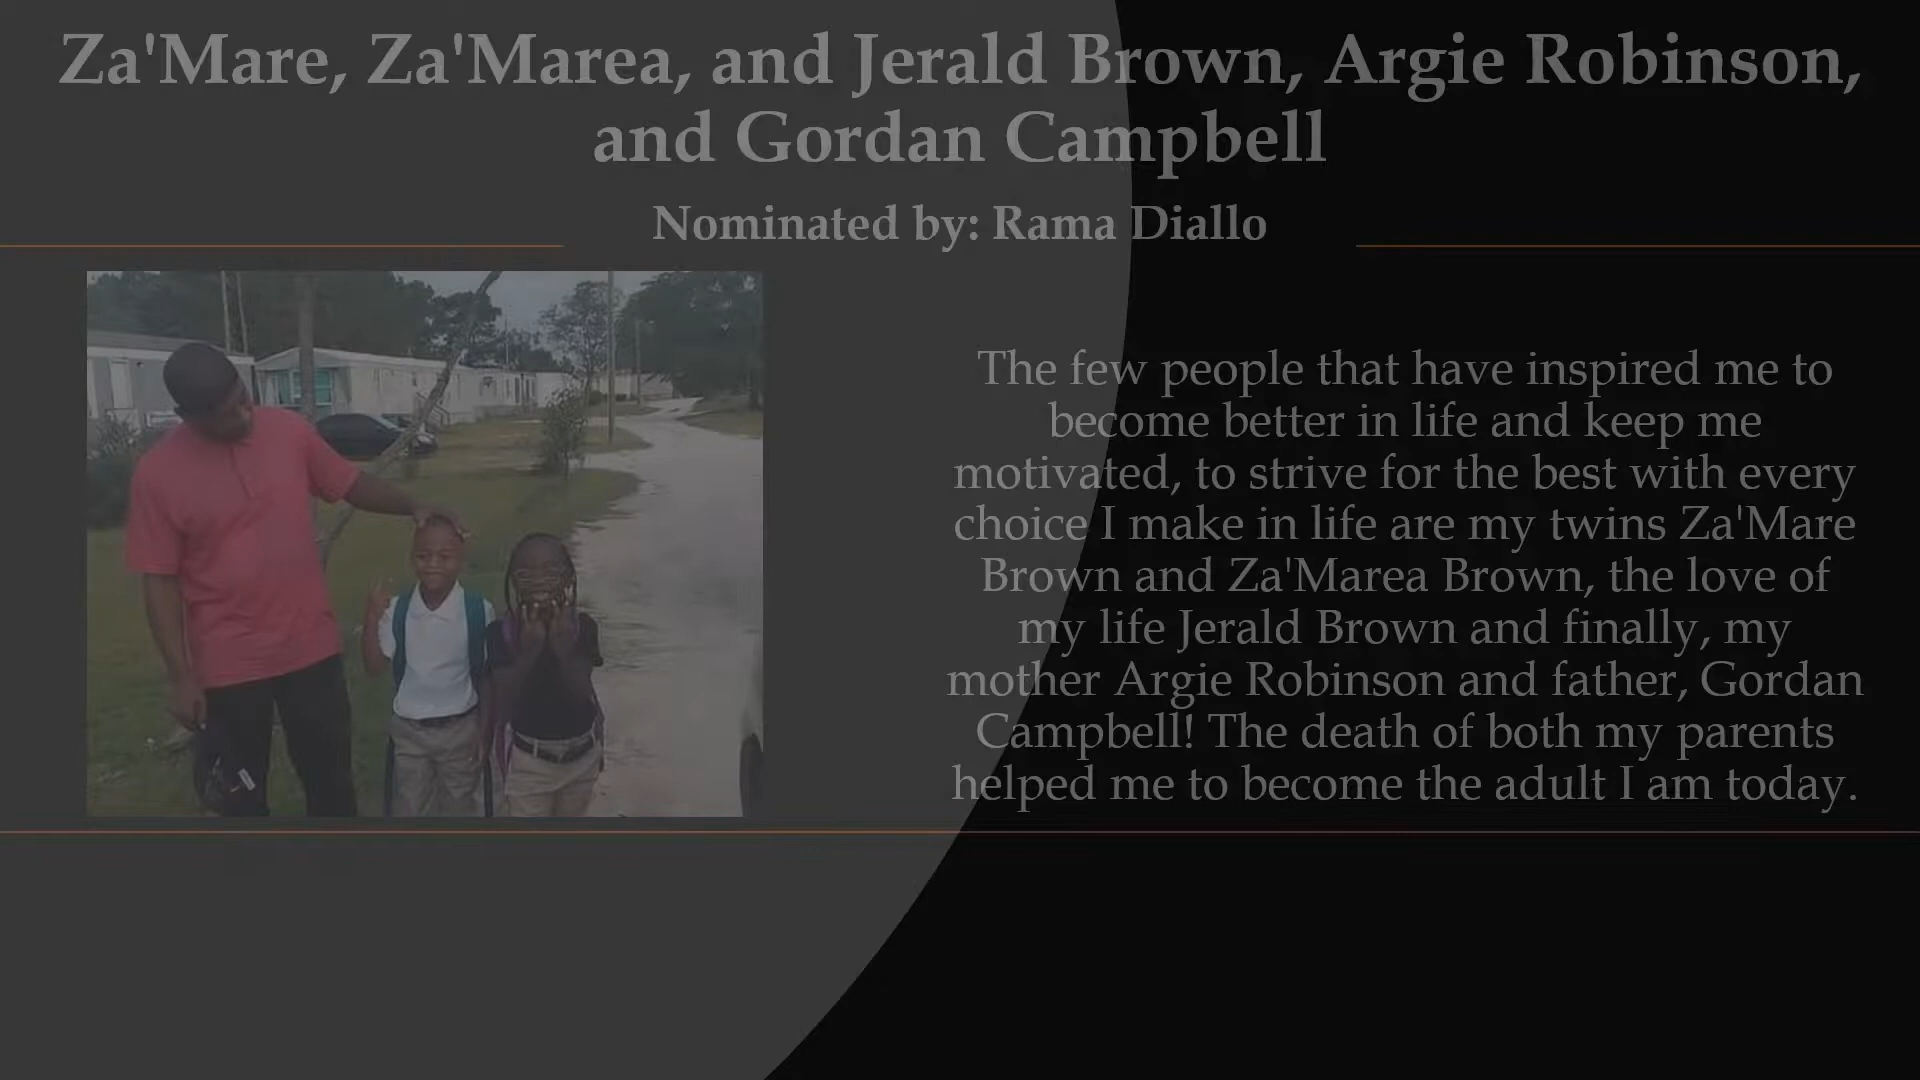 Za'Mare, Za'Marea, and Jerald Brown, Argie Robinson,
and Gordan Campbell
Nominated by: Rama Diallo
The few people that have inspired me to
become better in life and keep me
motivated, to strive for the best with every
choice I make in life are my twins Za'Mare
Brown and Za'Marea Brown, the love of
my life Jerald Brown and finally, my
mother Argie Robinson and father, Gordan
Campbell! The death of both my parents
helped me to become the adult I am today.